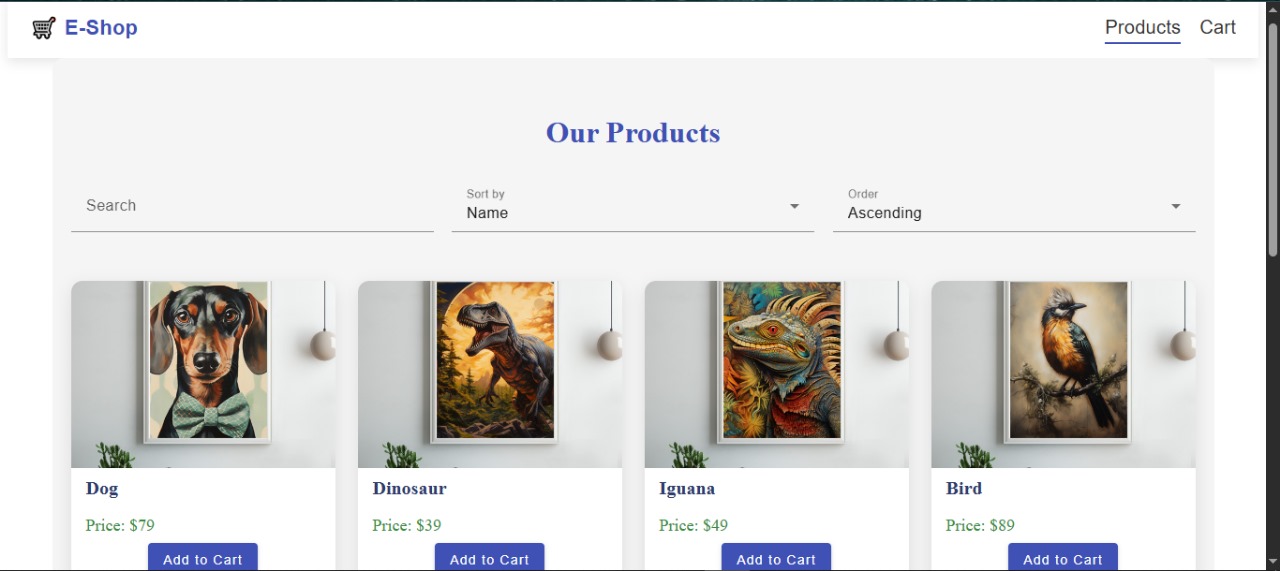 E-Shop
Products Cart
Our Products
Search
Sort by
Name
Order
Ascending
Dog
Price: $79
Add to Cart
Dinosaur
Price: $39
Add to Cart
Iguana
Price: $49
Add to Cart
Bird
Price: $89
Add to Cart